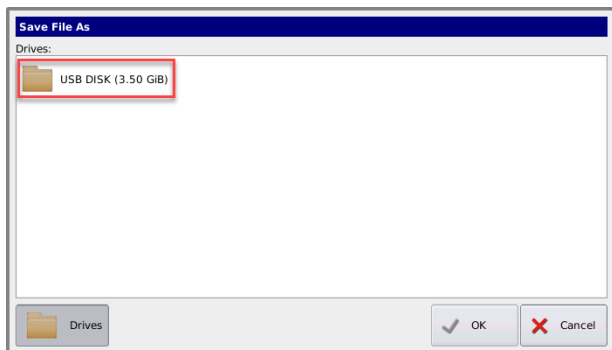 Save File As
Drives:
USB DISK (3.50 GiB)
Drives
OK
Cancel